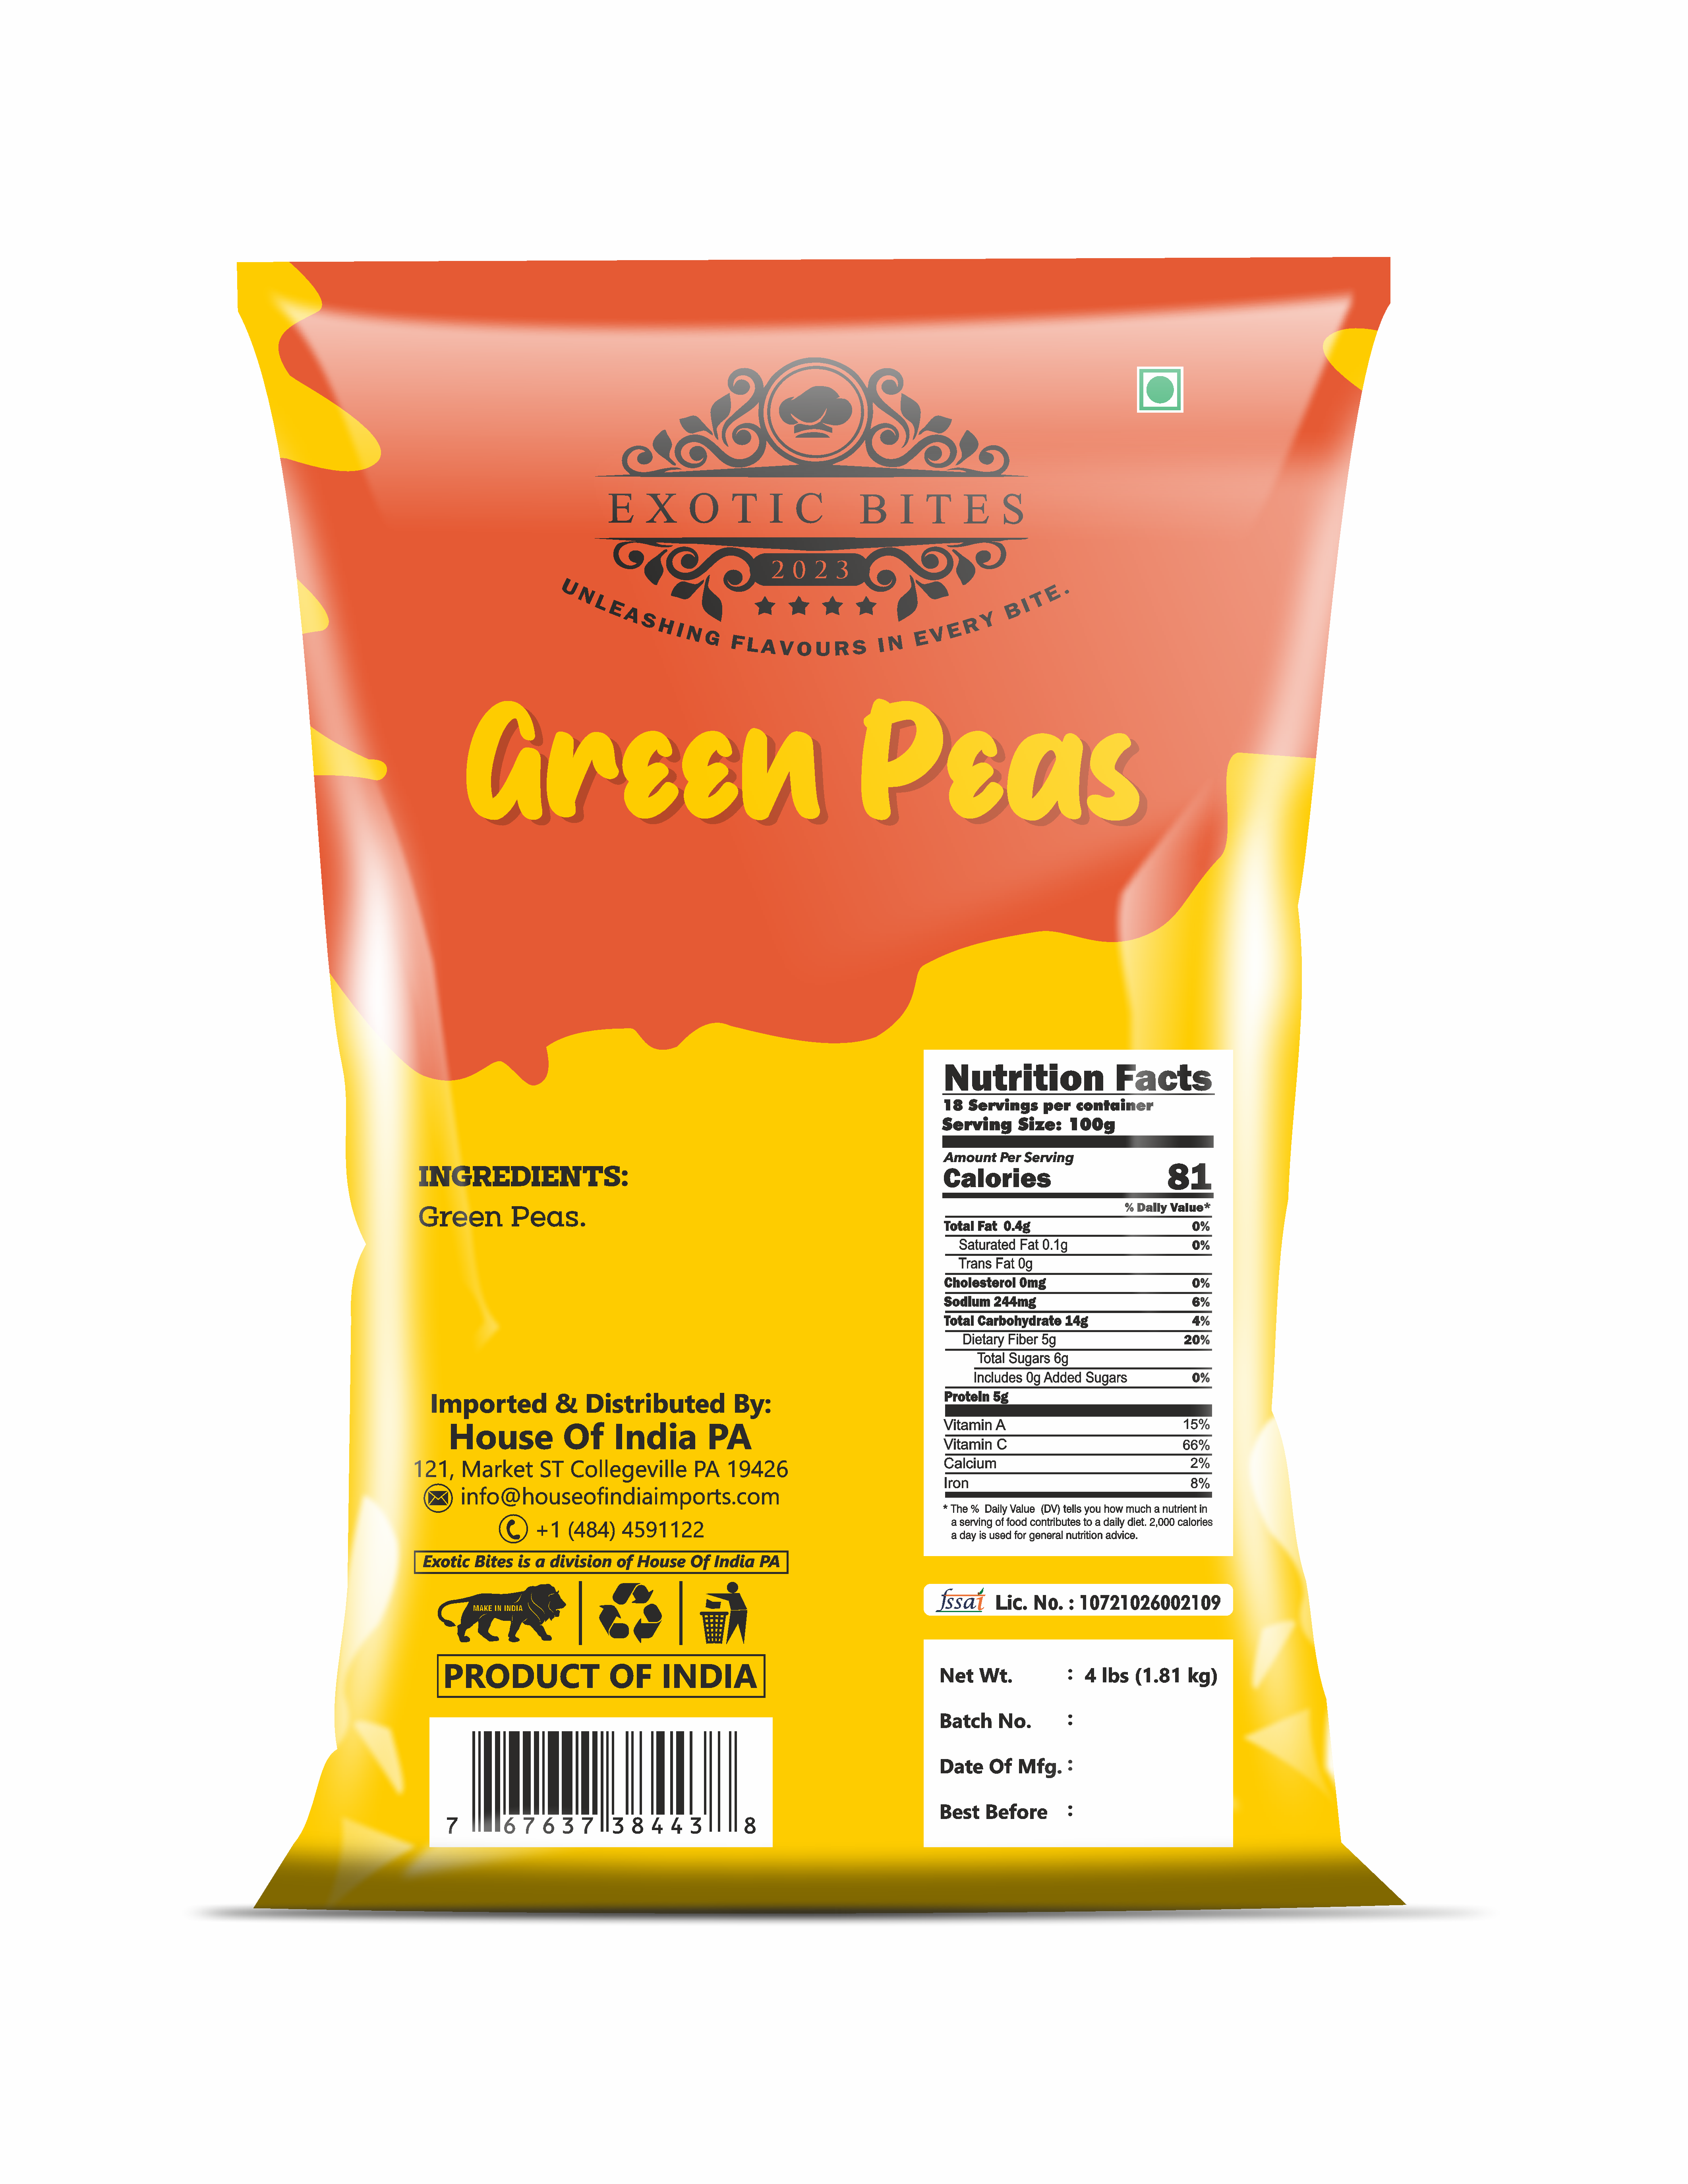 EXOTIC BITES
2023
UNLEASHING FLAVOURS IN EVERY BITE.
Green Peas
INGREDIENTS:
Green Peas.
Imported & Distributed By:
House Of India PA
121, Market ST Collegeville PA 19426
info@houseofindiaimports.com
+1 (484) 4591122
Exotic Bites is a division of House Of India PA
MAKE IN INDIA
PRODUCT OF INDIA
7 67637 38443 8
Nutrition Facts
18 Servings per container
Serving Size: 100g
Amount Per Serving
Calories 81
% Daily Value*
Total Fat 0.4g 0%
Saturated Fat 0.1g 0%
Trans Fat 0g
Cholesterol 0mg 0%
Sodium 244mg 6%
Total Carbohydrate 14g 4%
Dietary Fiber 5g 20%
Total Sugars 6g
Includes 0g Added Sugars 0%
Protein 5g
Vitamin A 15%
Vitamin C 66%
Calcium 2%
Iron 8%
* The % Daily Value (DV) tells you how much a nutrient in
a serving of food contributes to a daily diet. 2,000 calories
a day is used for general nutrition advice.
fssai Lic. No. : 10721026002109
Net Wt. : 4 lbs (1.81 kg)
Batch No. :
Date Of Mfg. :
Best Before :